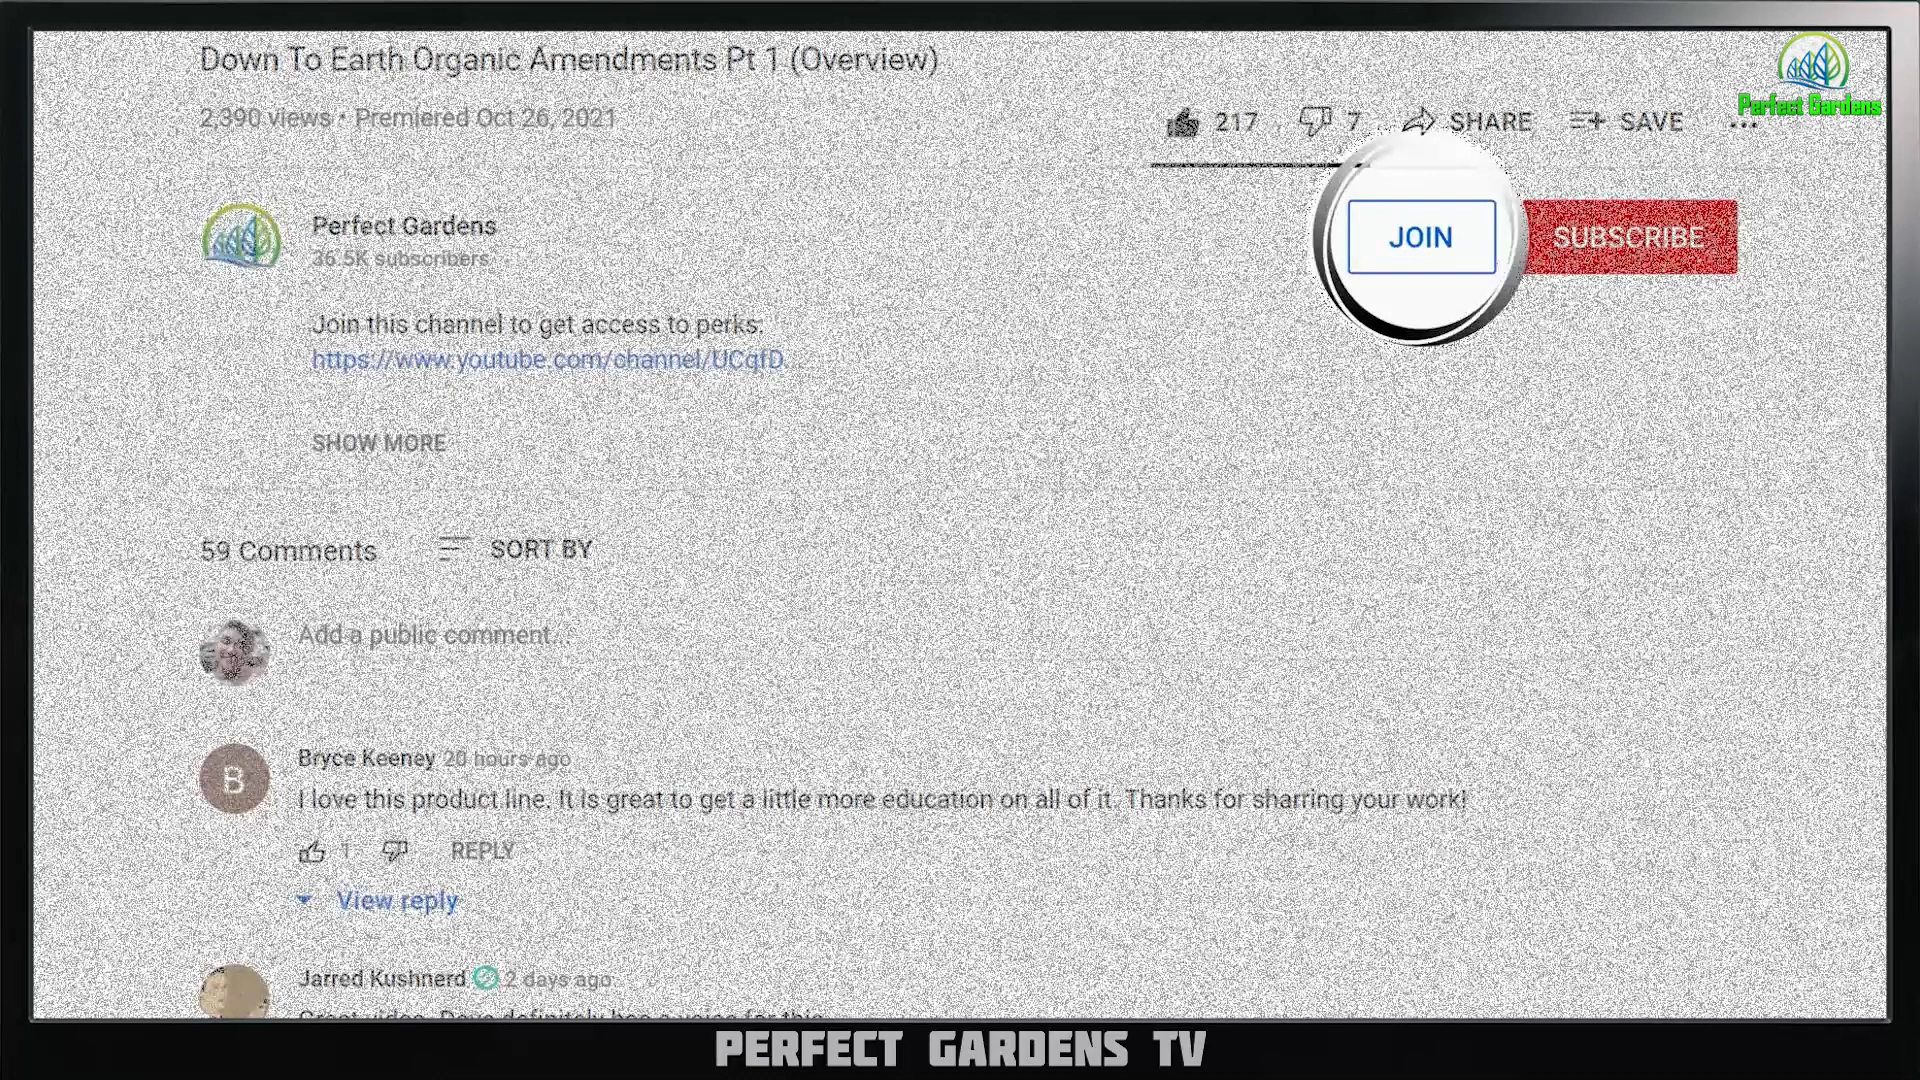 Down To Earth Organic Amendments Pt 1 (Overview)
2,390 views • Premiered Oct 26, 2021
217 7 SHARE SAVE ...
Perfect Gardens
Perfect Gardens
36.5K subscribers
JOIN SUBSCRIBE
Join this channel to get access to perks:
https://www.youtube.com/channel/UCqfD
SHOW MORE
59 Comments SORT BY
Add a public comment...
B
Bryce Keeney 20 hours ago
I love this product line. It is great to get a little more education on all of it. Thanks for sharring your work!
1 REPLY
View reply
Jarred Kushnerd 2 days ago
PERFECT GARDENS TV